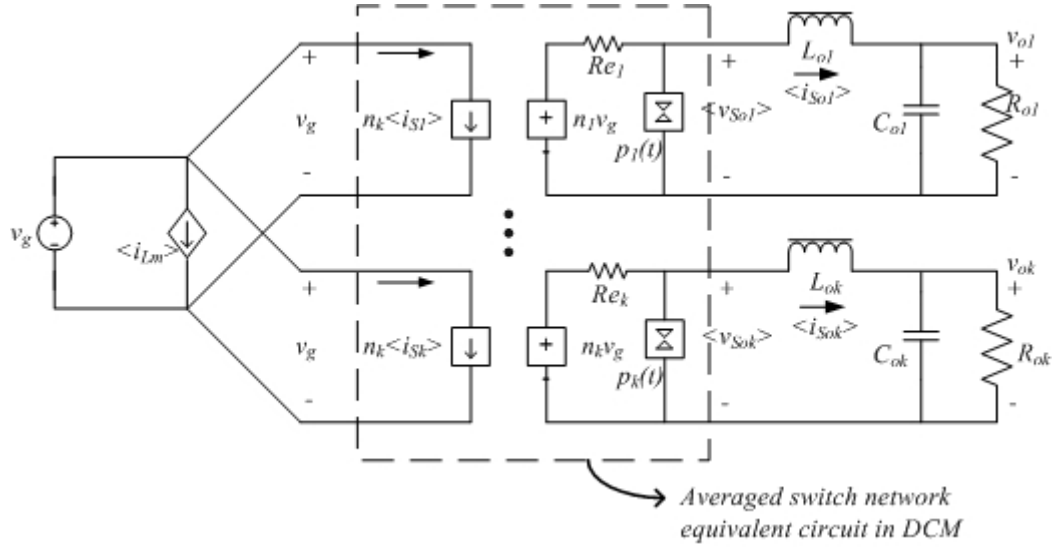 v_g
<i_Lm>
+
v_g
-
n_k<i_S1>
+
-
n_1v_g
Re_1
p_1(t)
+
<v_So1>
-
L_o1
<i_So1>
C_o1
v_o1
+
R_o1
-
+
v_g
-
n_k<i_Sk>
+
-
n_kv_g
Re_k
p_k(t)
+
<v_Sok>
-
L_ok
<i_Sok>
C_ok
v_ok
+
R_ok
-
Averaged switch network
equivalent circuit in DCM